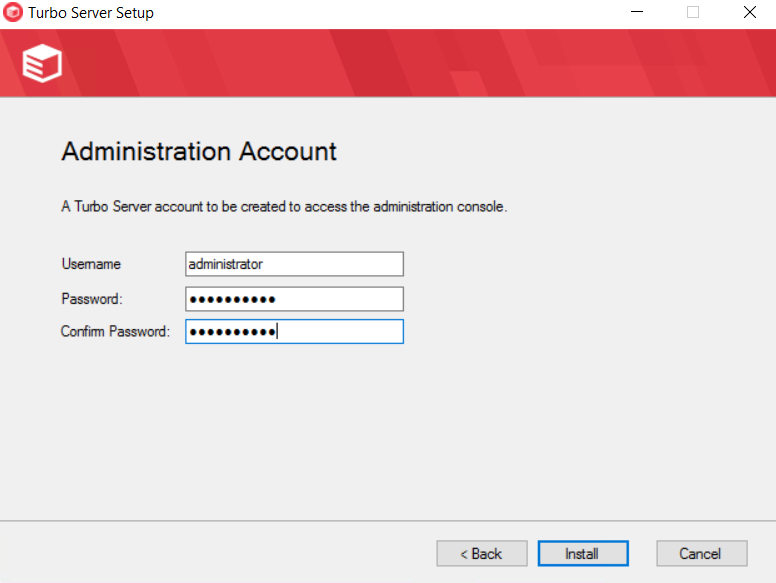 Turbo Server Setup
Administration Account
A Turbo Server account to be created to access the administration console.
Username administrator
Password: ●●●●●●●●●●
Confirm Password: ●●●●●●●●●●
< Back Install Cancel